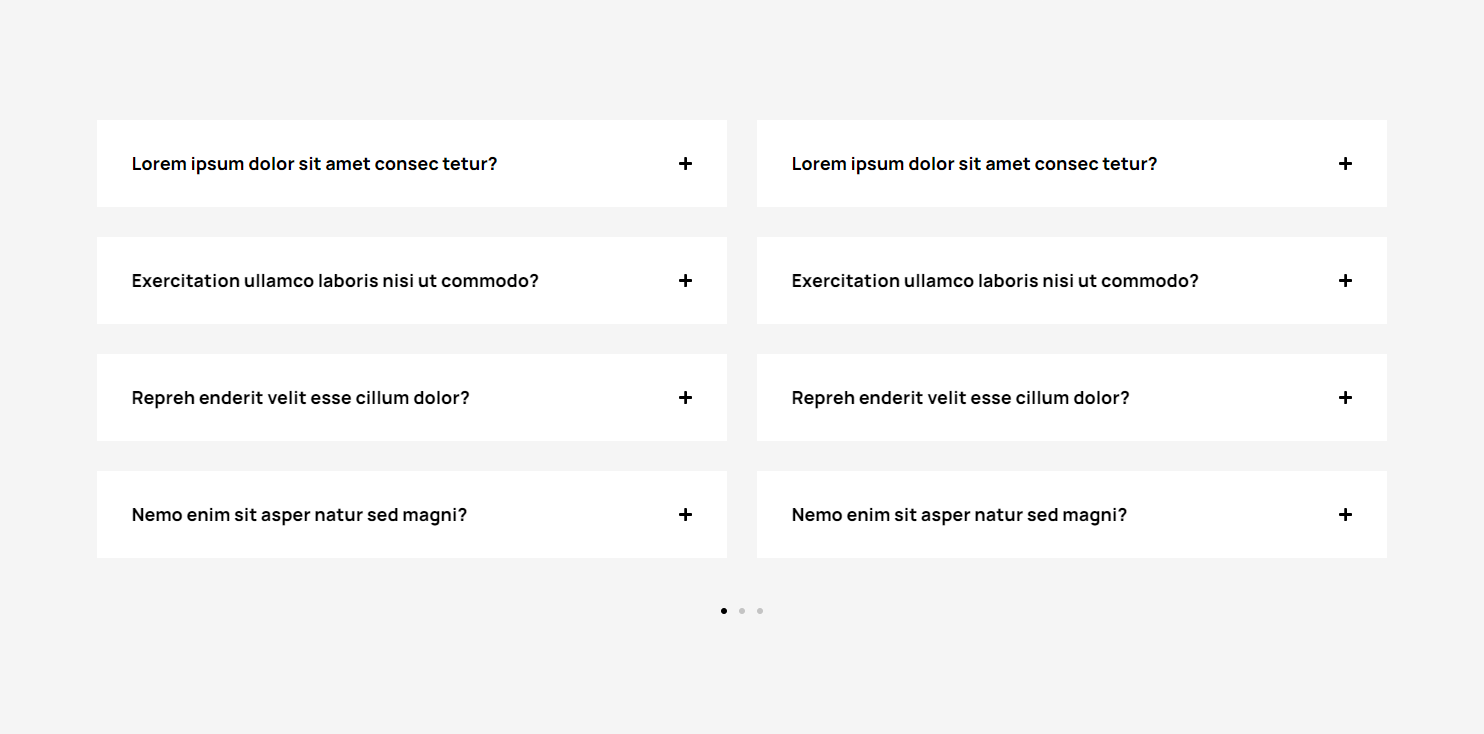 Lorem ipsum dolor sit amet consec tetur?
Exercitation ullamco laboris nisi ut commodo?
Repreh enderit velit esse cillum dolor?
Nemo enim sit asper natur sed magni?
Lorem ipsum dolor sit amet consec tetur?
Exercitation ullamco laboris nisi ut commodo?
Repreh enderit velit esse cillum dolor?
Nemo enim sit asper natur sed magni?